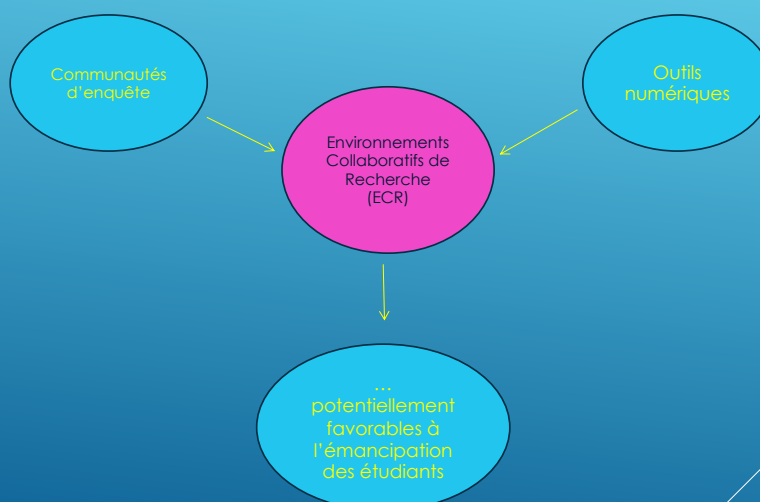 Communautés
d'enquête
Outils
numériques
Environnements
Collaboratifs de
Recherche
(ECR)
…
potentiellement
favorables à
l'émancipation
des étudiants